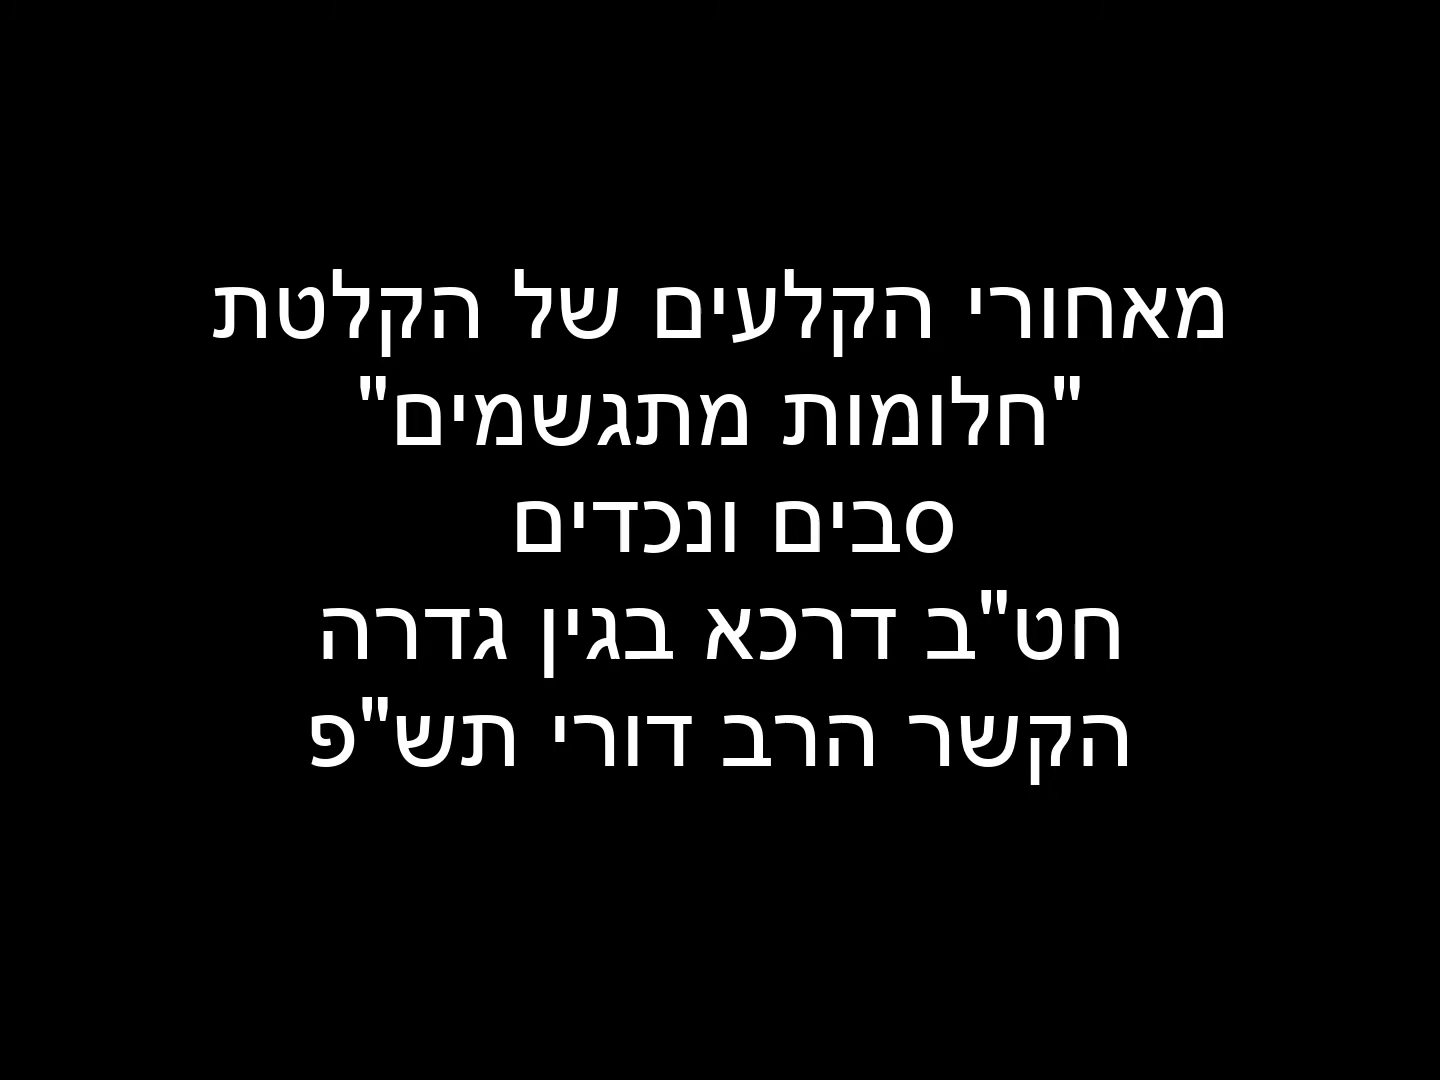 מאחורי הקלעים של הקלטת
"חלומות מתגשמים"
סבים ונכדים
חט"ב דרכא בגין גדרה
הקשר הרב דורי תש"פ